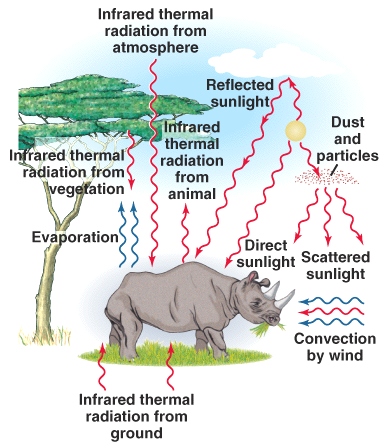 Infrared thermal
radiation from
atmosphere
Reflected
sunlight
Dust
and
particles
Infrared
thermal
radiation
from
animal
Infrared thermal
radiation from
vegetation
Evaporation
Direct
sunlight
Scattered
sunlight
Convection
by wind
Infrared thermal
radiation from
ground